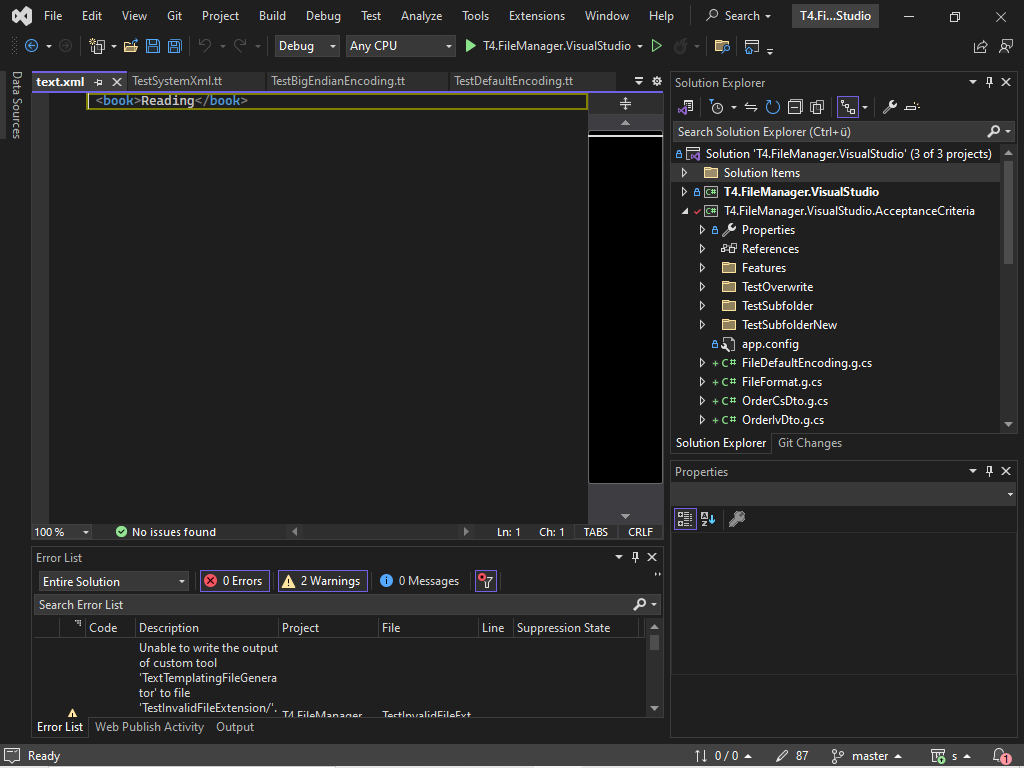 File Edit View Git Project Build Debug Test Analyze Tools Extensions Window Help Search T4.Fi...Studio
Debug Any CPU T4.FileManager.VisualStudio
Data Sources
text.xml TestSystemXml.tt TestBigEndianEncoding.tt TestDefaultEncoding.tt
<book>Reading</book>
100 % No issues found Ln: 1 Ch: 1 TABS CRLF
Error List
Entire Solution 0 Errors 2 Warnings 0 Messages
Search Error List
Code Description Project File Line Suppression State
Unable to write the output
of custom tool
'TextTemplatingFileGenera
tor' to file
'TestInvalidFileExtension/'.
T4.FileManager. TestInvalidFileExt
Error List Web Publish Activity Output
Solution Explorer
Search Solution Explorer (Ctrl+ü)
Solution 'T4.FileManager.VisualStudio' (3 of 3 projects)
Solution Items
T4.FileManager.VisualStudio
T4.FileManager.VisualStudio.AcceptanceCriteria
Properties
References
Features
TestOverwrite
TestSubfolder
TestSubfolderNew
app.config
C# FileDefaultEncoding.g.cs
C# FileFormat.g.cs
C# OrderCsDto.g.cs
C# OrderIvDto.g.cs
Solution Explorer Git Changes
Properties
Ready 0 / 0 87 master s 1